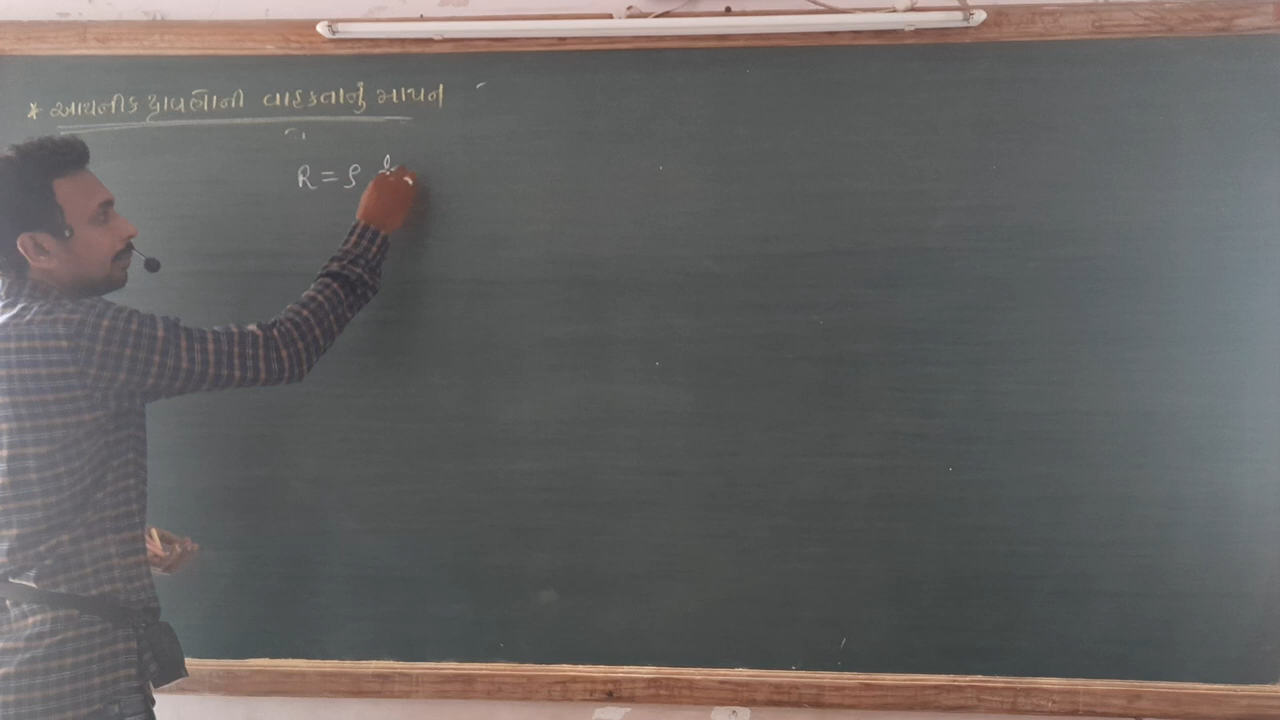 * આયનીક દ્રાવણોની વાહકતાનું માપન
R = ρ l